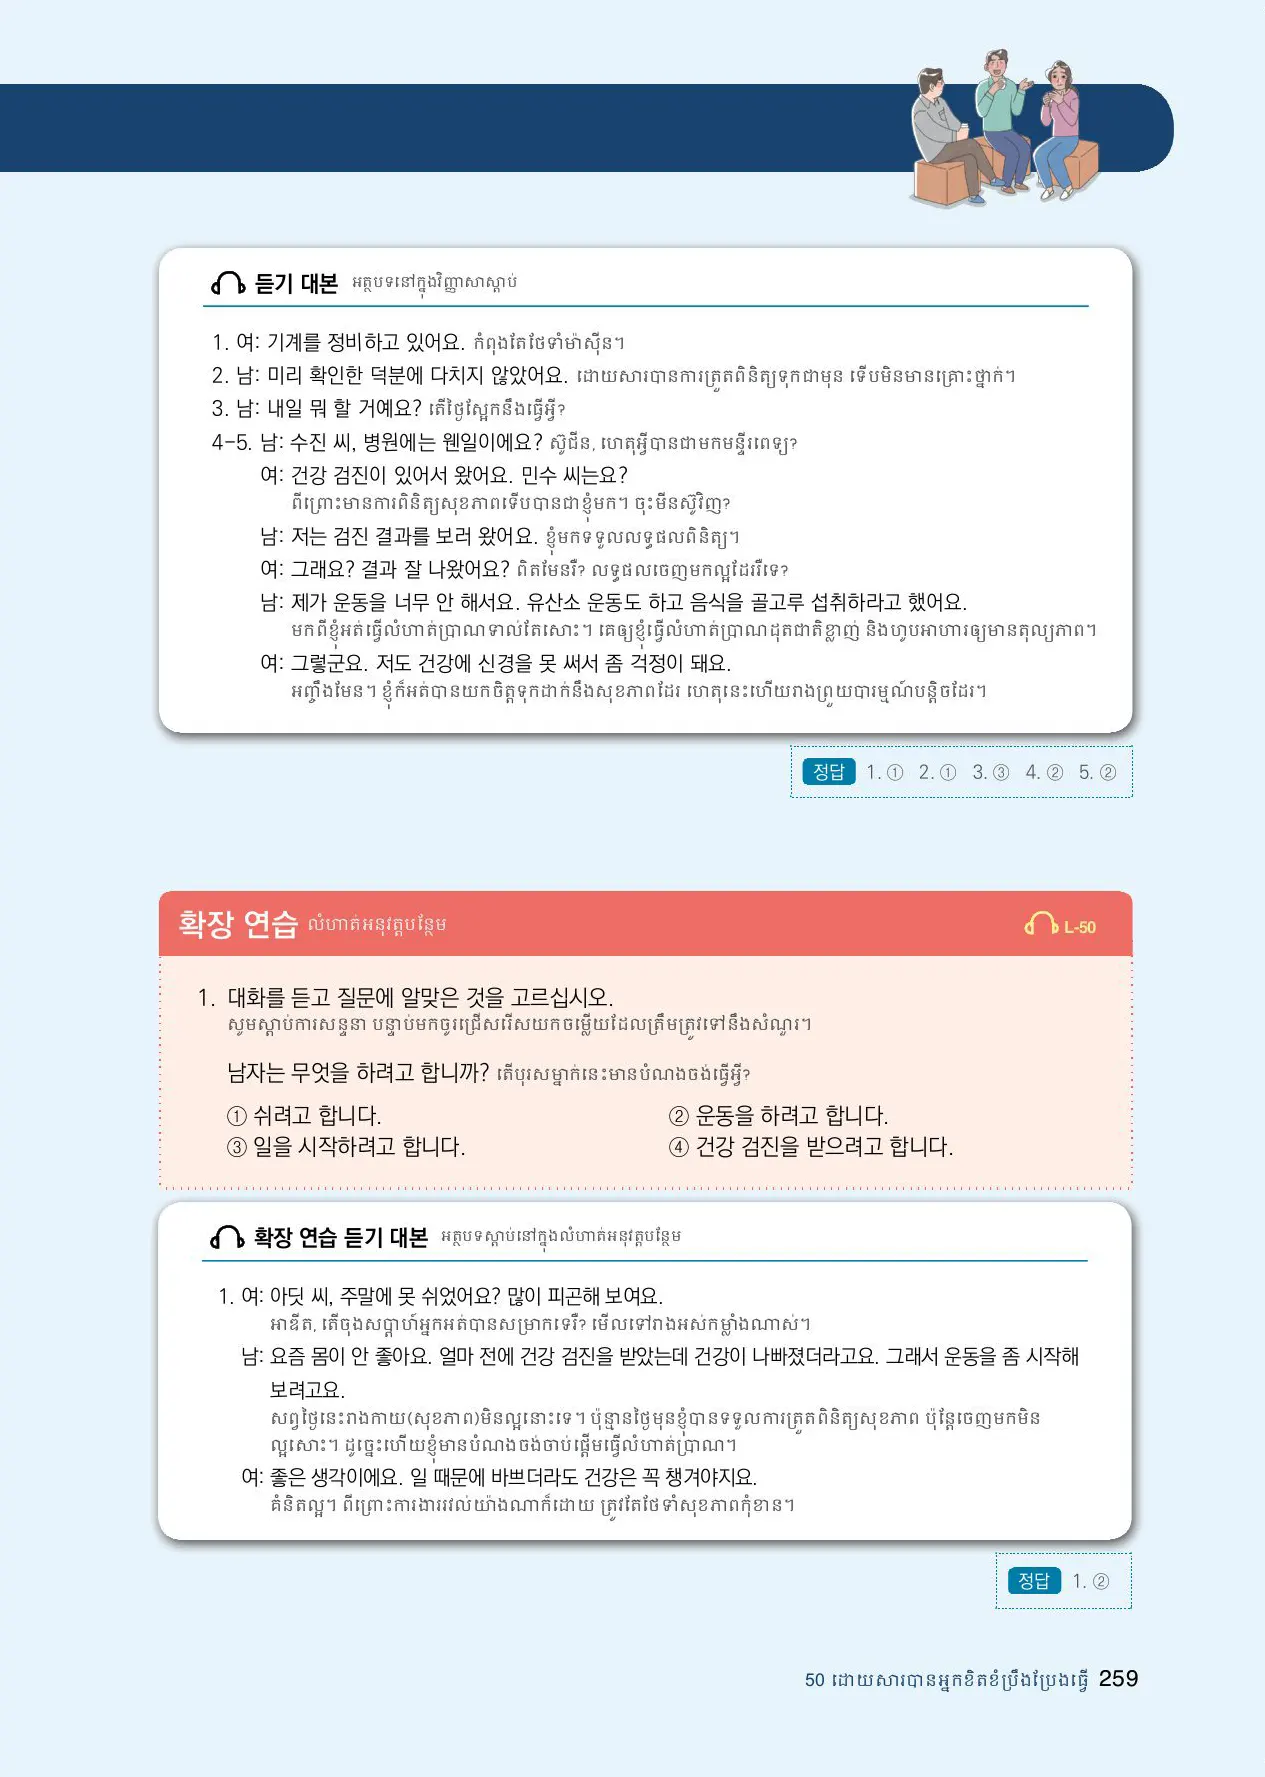 듣기 대본 អត្ថបទនៅក្នុងវិញ្ញាសាស្តាប់
1. 여: 기계를 정비하고 있어요. កំពុងតែថែទាំម៉ាស៊ីន។
2. 남: 미리 확인한 덕분에 다치지 않았어요. ដោយសារបានការត្រួតពិនិត្យទុកជាមុន ទើបមិនមានគ្រោះថ្នាក់។
3. 남: 내일 뭐 할 거예요? តើថ្ងៃស្អែកនឹងធ្វើអ្វី?
4-5. 남: 수진 씨, 병원에는 웬일이에요? ស៊ូជីន, ហេតុអ្វីបានជាមកមន្ទីរពេទ្យ?
여: 건강 검진이 있어서 왔어요. 민수 씨는요?
ពីព្រោះមានការពិនិត្យសុខភាពទើបបានជាខ្ញុំមក។ ចុះមីនស៊ូវិញ?
남: 저는 검진 결과를 보러 왔어요. ខ្ញុំមកទទួលលទ្ធផលពិនិត្យ។
여: 그래요? 결과 잘 나왔어요? ពិតមែនរឺ? លទ្ធផលចេញមកល្អដែររឺទេ?
남: 제가 운동을 너무 안 해서요. 유산소 운동도 하고 음식을 골고루 섭취하라고 했어요.
មកពីខ្ញុំអត់ធ្វើលំហាត់ប្រាណទាល់តែសោះ។ គេឲ្យខ្ញុំធ្វើលំហាត់ប្រាណដុតជាតិខ្លាញ់ និងហូបអាហារឲ្យមានតុល្យភាព។
여: 그렇군요. 저도 건강에 신경을 못 써서 좀 걱정이 돼요.
អញ្ចឹងមែន។ ខ្ញុំក៏អត់បានយកចិត្តទុកដាក់នឹងសុខភាពដែរ ហេតុនេះហើយរាងព្រួយបារម្មណ៍បន្តិចដែរ។
정답 1. ① 2. ① 3. ③ 4. ② 5. ②
확장 연습 លំហាត់អនុវត្តបន្ថែម L-50
1. 대화를 듣고 질문에 알맞은 것을 고르십시오.
សូមស្តាប់ការសន្ទនា បន្ទាប់មកចូរជ្រើសរើសយកចម្លើយដែលត្រឹមត្រូវទៅនឹងសំណួរ។
남자는 무엇을 하려고 합니까? តើបុរសម្នាក់នេះមានបំណងចង់ធ្វើអ្វី?
① 쉬려고 합니다. ② 운동을 하려고 합니다.
③ 일을 시작하려고 합니다. ④ 건강 검진을 받으려고 합니다.
확장 연습 듣기 대본 អត្ថបទស្តាប់នៅក្នុងលំហាត់អនុវត្តបន្ថែម
1. 여: 아딧 씨, 주말에 못 쉬었어요? 많이 피곤해 보여요.
អាឌីត, តើចុងសប្តាហ៍អ្នកអត់បានសម្រាកទេរឺ? មើលទៅរាងអស់កម្លាំងណាស់។
남: 요즘 몸이 안 좋아요. 얼마 전에 건강 검진을 받았는데 건강이 나빠졌더라고요. 그래서 운동을 좀 시작해
보려고요.
សព្វថ្ងៃនេះរាងកាយ(សុខភាព)មិនល្អនោះទេ។ ប៉ុន្មានថ្ងៃមុនខ្ញុំបានទទួលការត្រួតពិនិត្យសុខភាព ប៉ុន្តែចេញមកមិន
ល្អសោះ។ ដូច្នេះហើយខ្ញុំមានបំណងចង់ចាប់ផ្តើមធ្វើលំហាត់ប្រាណ។
여: 좋은 생각이에요. 일 때문에 바쁘더라도 건강은 꼭 챙겨야지요.
គំនិតល្អ។ ពីព្រោះការងាររវល់យ៉ាងណាក៏ដោយ ត្រូវតែថែទាំសុខភាពកុំខាន។
정답 1. ②
50 ដោយសារបានអ្នកខិតខំប្រឹងប្រែងធ្វើ 259